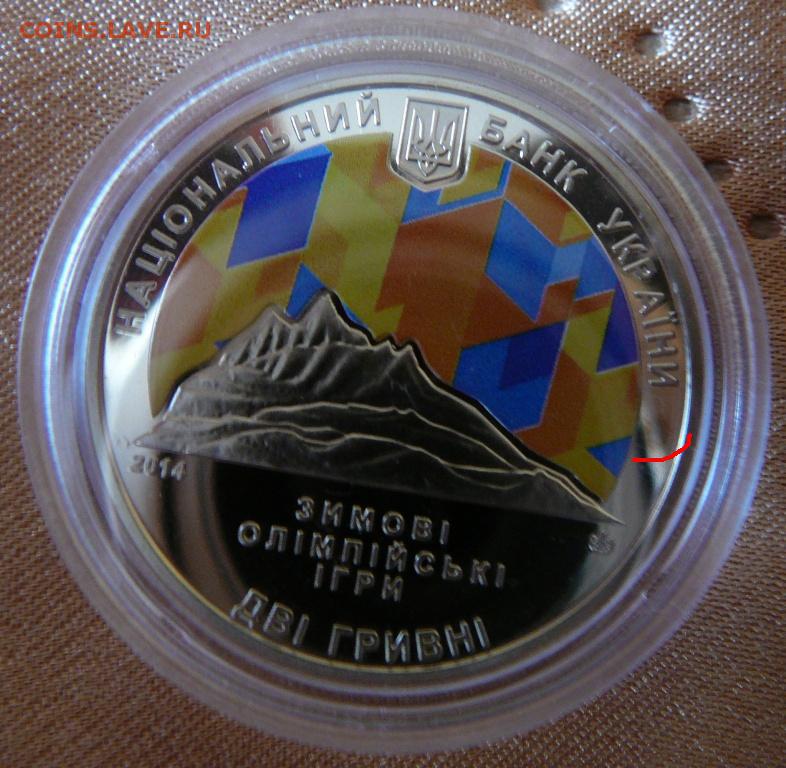 COINS.LAVE.RU
НАЦІОНАЛЬНИЙ БАНК УКРАЇНИ
2014
ЗИМОВІ
ОЛІМПІЙСЬКІ
ІГРИ
ДВІ ГРИВНІ